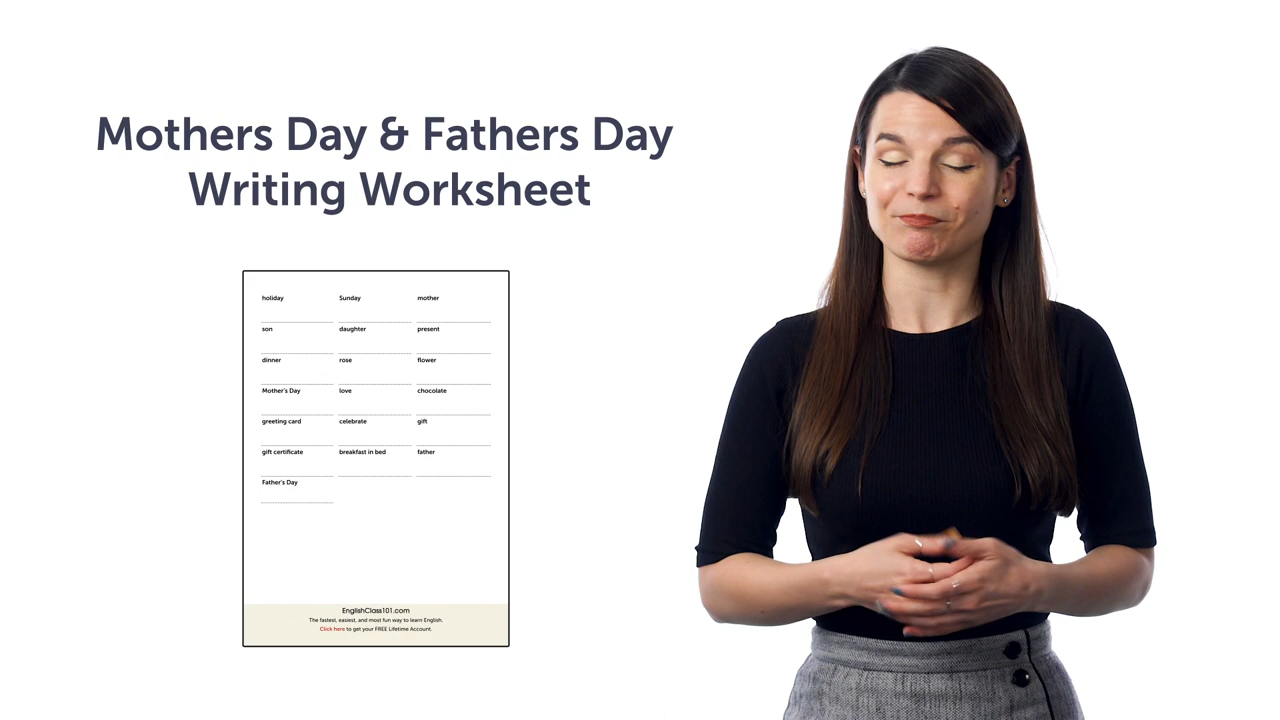 Mothers Day & Fathers Day
Writing Worksheet
holiday Sunday mother
son daughter present
dinner rose flower
Mother's Day love chocolate
greeting card celebrate gift
gift certificate breakfast in bed father
Father's Day
EnglishClass101.com
The fastest, easiest, and most fun way to learn English.
Click here to get your FREE Lifetime Account.